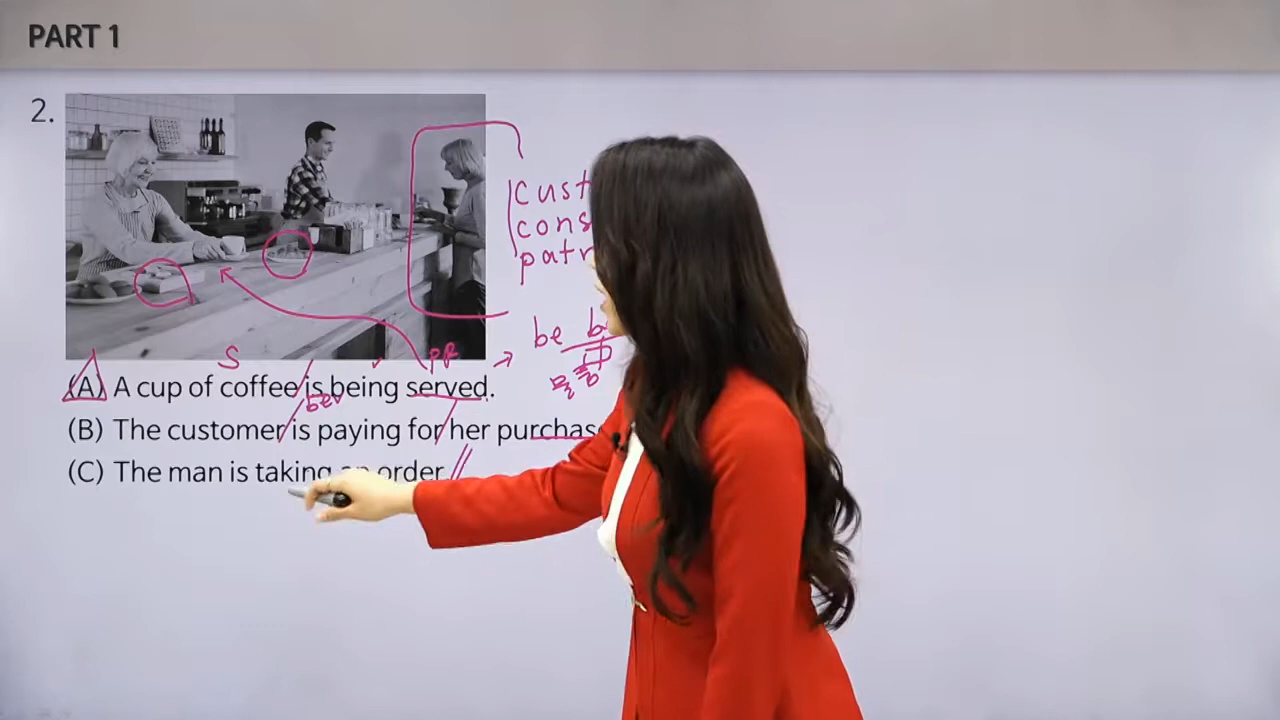 PART 1
2.
cust
cons
patr
be b
S
PP
(A) A cup of coffee is being served.
be
(B) The customer is paying for her purchas
(C) The man is taking an order